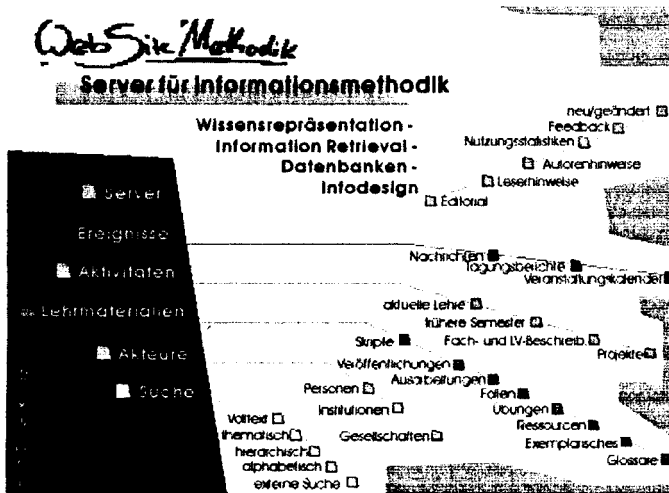 WebSite Methodik
Server für Informationsmethodik
Wissensrepräsentation -
Information Retrieval -
Datenbanken -
Infodesign
neu/geändert
Feedback
Nutzungsstatistiken
Autorenhinweise
Leserhinweise
Editorial
Server
Ereignisse
Aktivitäten
Lehrmaterialien
Akteure
Suche
Nachrichten
Tagungsberichte
Veranstaltungskalender
aktuelle Lehre
frühere Semester
Fach- und LV-Beschreib.
Projekte
Skripte
Veröffentlichungen
Ausarbeitungen
Folien
Übungen
Ressourcen
Exemplarisches
Glossare
Personen
Institutionen
Gesellschaften
Volltext
thematisch
hierarchisch
alphabetisch
externe Suche